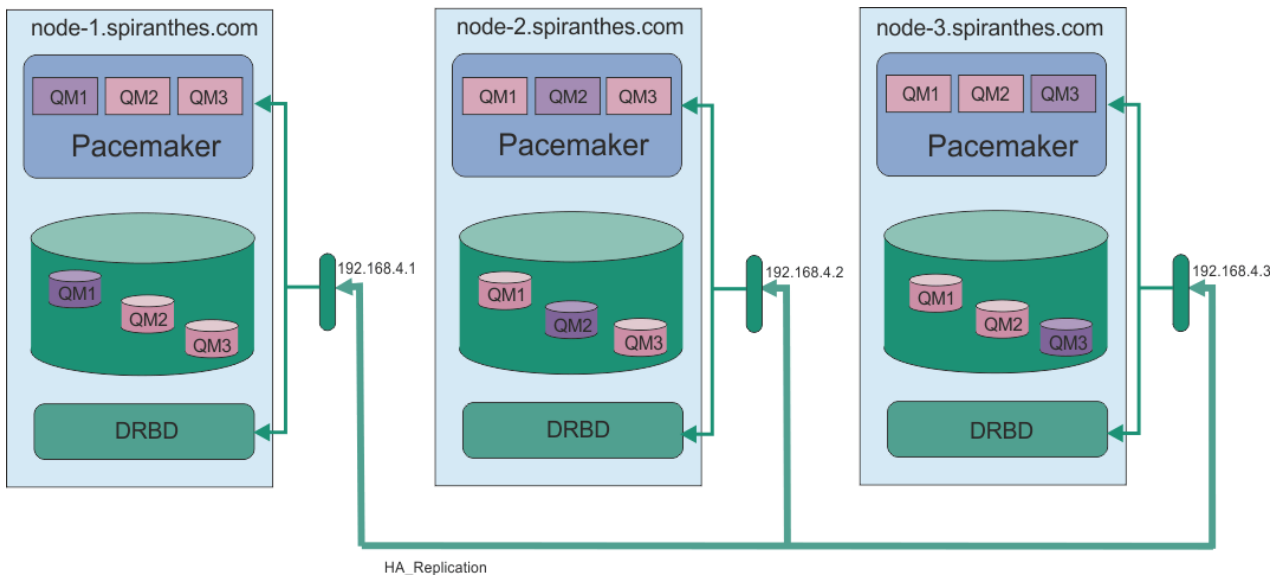 node-1.spiranthes.com
QM1 QM2 QM3
Pacemaker
QM1
QM2
QM3
DRBD
192.168.4.1
node-2.spiranthes.com
QM1 QM2 QM3
Pacemaker
QM1
QM2
QM3
DRBD
192.168.4.2
node-3.spiranthes.com
QM1 QM2 QM3
Pacemaker
QM1
QM2
QM3
DRBD
192.168.4.3
HA_Replication